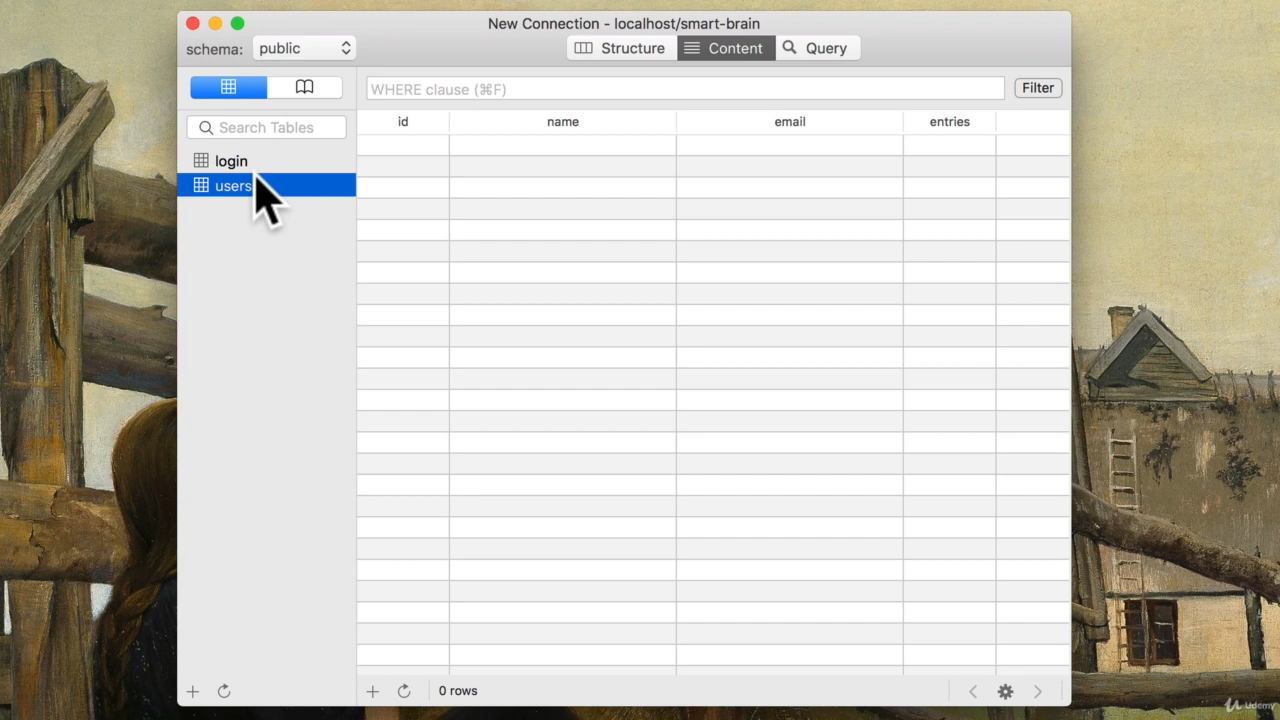 New Connection - localhost/smart-brain
schema: public
Structure Content Query
WHERE clause (⌘F) Filter
Search Tables
id name email entries
login
users
0 rows
Udemy